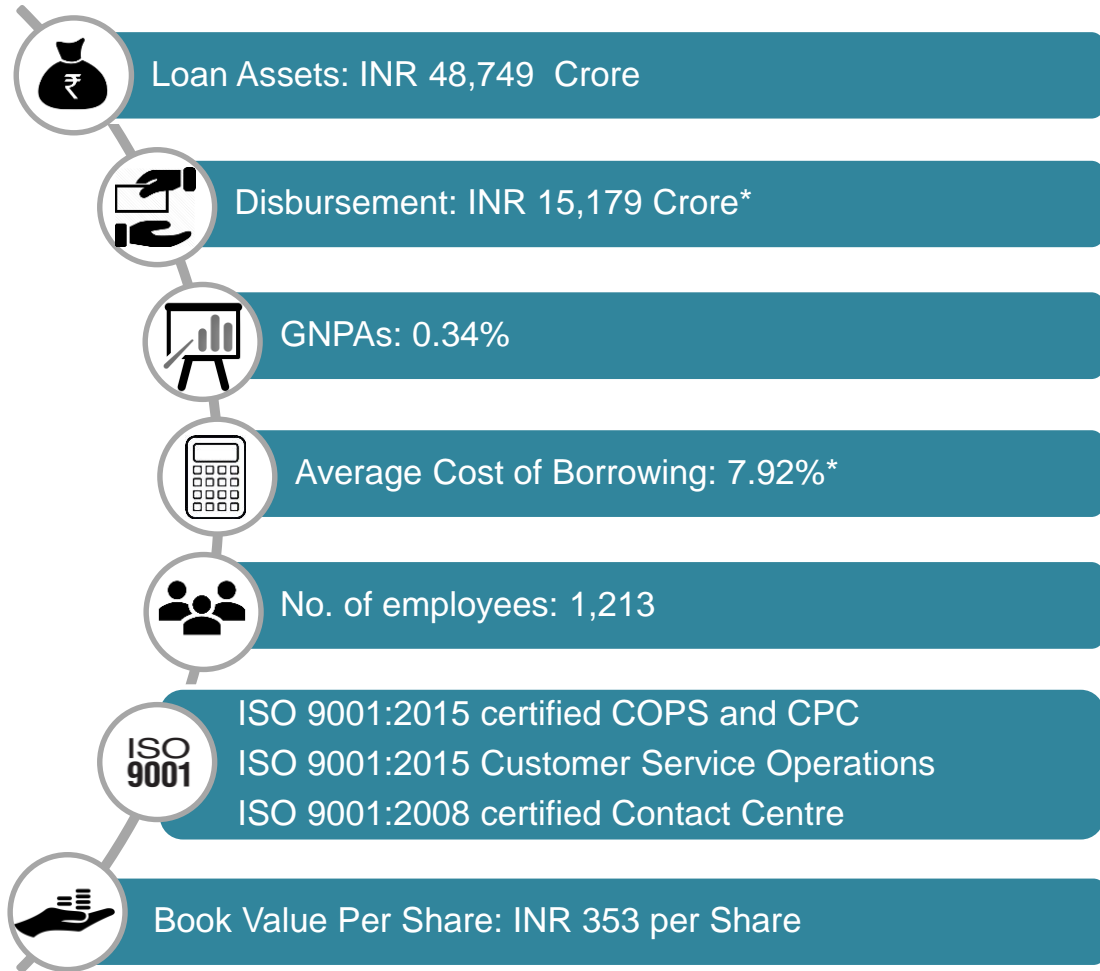 ₹
Loan Assets: INR 48,749 Crore
Disbursement: INR 15,179 Crore*
GNPAs: 0.34%
Average Cost of Borrowing: 7.92%*
No. of employees: 1,213
ISO
9001
ISO 9001:2015 certified COPS and CPC
ISO 9001:2015 Customer Service Operations
ISO 9001:2008 certified Contact Centre
Book Value Per Share: INR 353 per Share